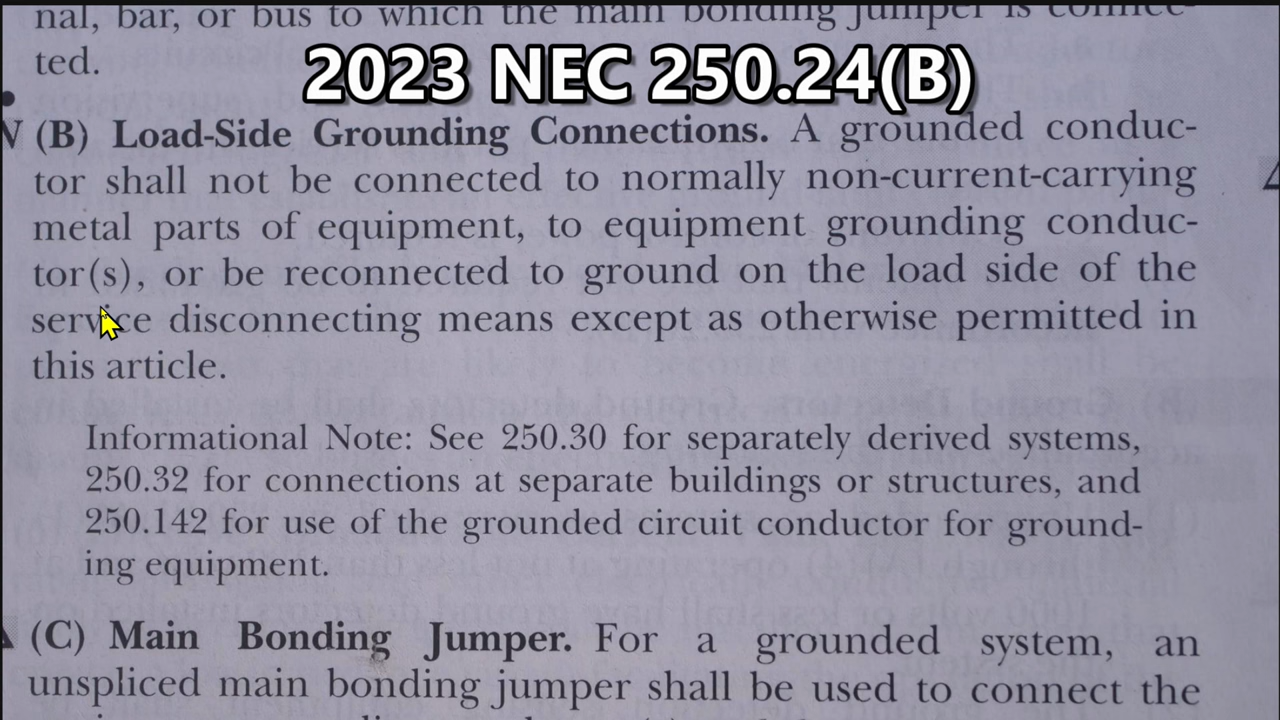 nal, bar, or bus to which the main bonding jumper is connec-
ted.
2023 NEC 250.24(B)
N (B) Load-Side Grounding Connections. A grounded conduc-
tor shall not be connected to normally non-current-carrying
metal parts of equipment, to equipment grounding conduc-
tor(s), or be reconnected to ground on the load side of the
service disconnecting means except as otherwise permitted in
this article.
Informational Note: See 250.30 for separately derived systems,
250.32 for connections at separate buildings or structures, and
250.142 for use of the grounded circuit conductor for ground-
ing equipment.
(C) Main Bonding Jumper. For a grounded system, an
unspliced main bonding jumper shall be used to connect the